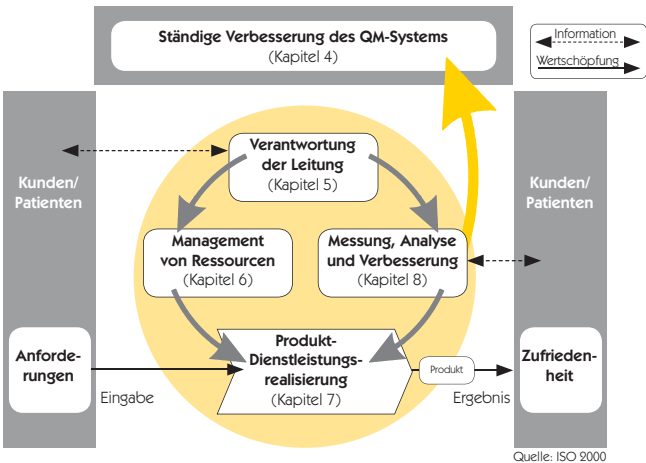 Ständige Verbesserung des QM-Systems
(Kapitel 4)
Information
Wertschöpfung
Kunden/
Patienten
Verantwortung
der Leitung
(Kapitel 5)
Kunden/
Patienten
Management
von Ressourcen
(Kapitel 6)
Messung, Analyse
und Verbesserung
(Kapitel 8)
Anforde-
rungen
Eingabe
Produkt-
Dienstleistungs-
realisierung
(Kapitel 7)
Produkt
Ergebnis
Zufrieden-
heit
Quelle: ISO 2000